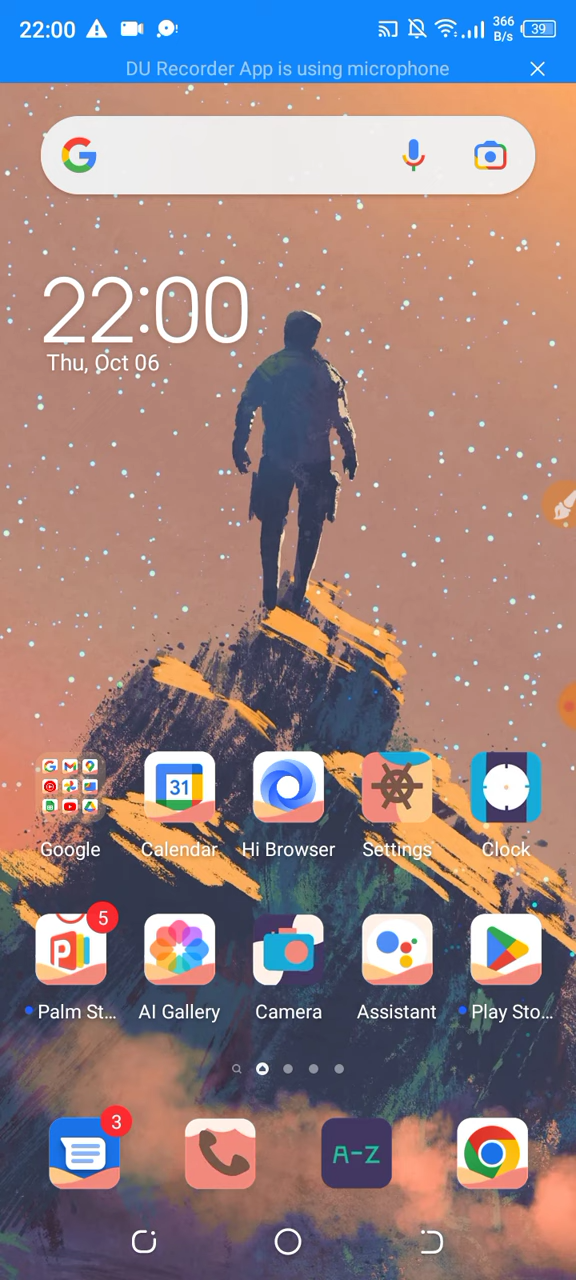 22:00
366
B/s
39
DU Recorder App is using microphone
22:00
Thu, Oct 06
31
Google
Calendar
Hi Browser
Settings
Clock
5
Palm St...
AI Gallery
Camera
Assistant
Play Sto...
3
A-Z